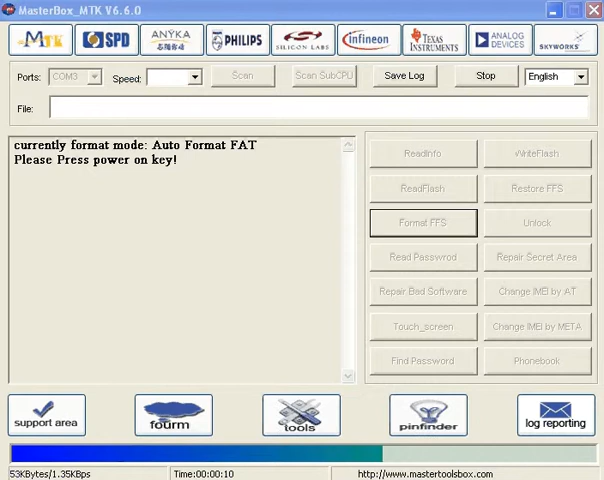 MasterBox_MTK V6.6.0
MTK
SPD
ANYKA
PHILIPS
SILICON LABS
infineon
TEXAS INSTRUMENTS
ANALOG DEVICES
SKYWORKS
Ports: COM3 Speed: Scan Scan SubCPU Save Log Stop English
File:
currently format mode: Auto Format FAT
Please Press power on key!
ReadInfo
WriteFlash
ReadFlash
Restore FFS
Format FFS
Unlock
Read Passwrod
Repair Secret Area
Repair Bad Software
Change IMEI by AT
Touch_screen
Change IMEI by META
Find Password
Phonebook
support area
fourm
tools
pinfinder
log reporting
53KBytes/1.35KBps
Time:00:00:10
http://www.mastertoolsbox.com